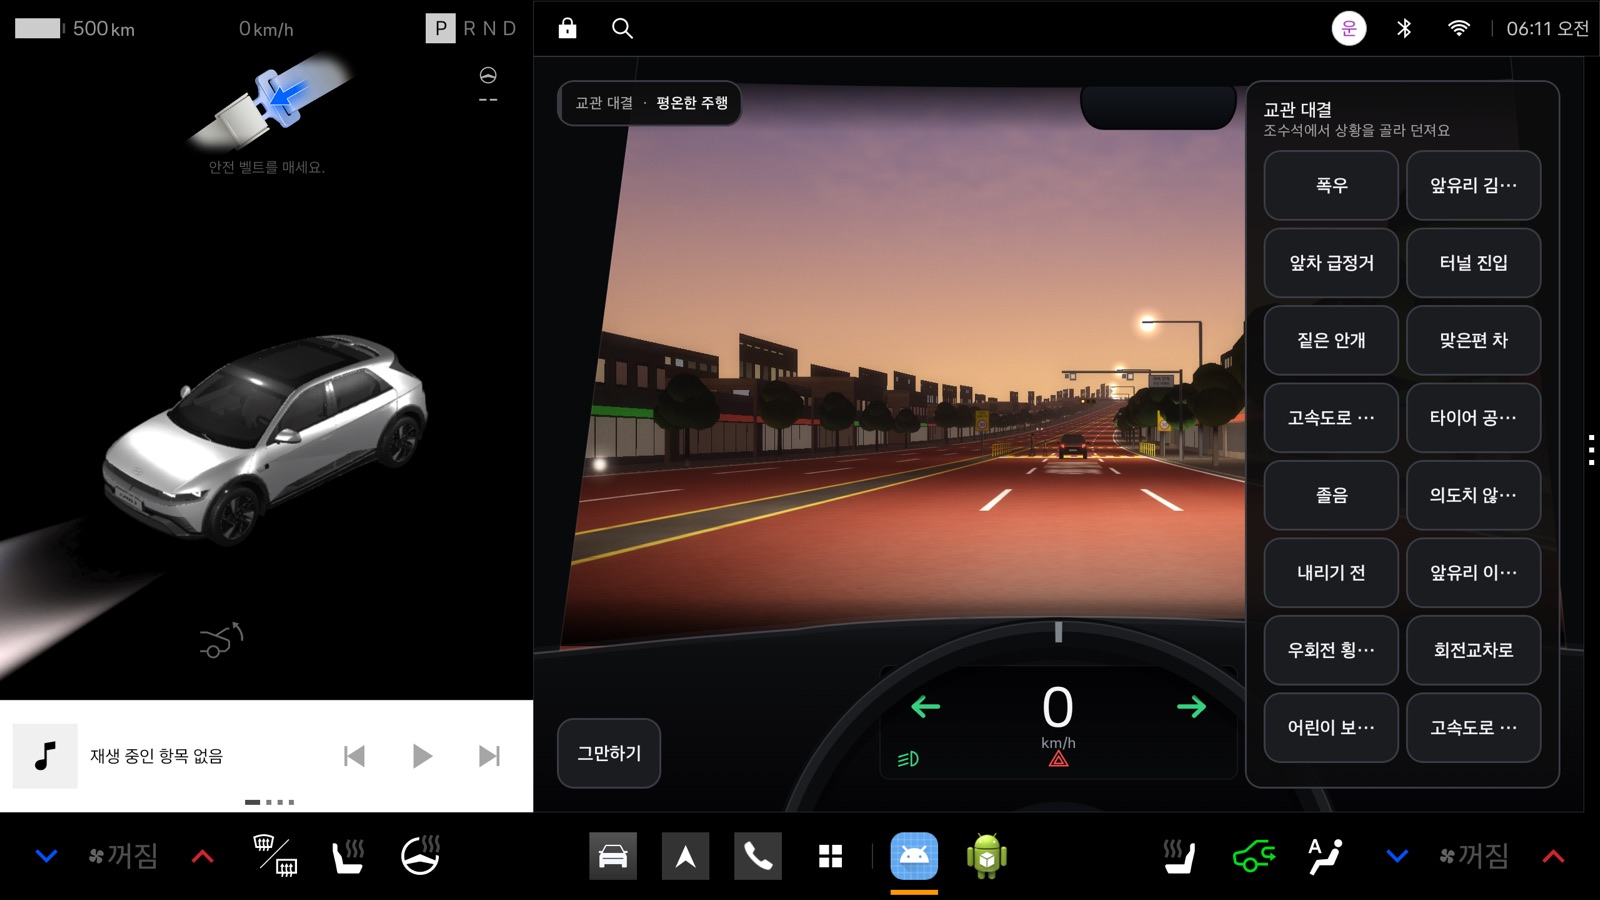 500 km
0 km/h
P R N D
안전 벨트를 매세요.
재생 중인 항목 없음
운
06:11 오전
교관 대결 · 평온한 주행
교관 대결
조수석에서 상황을 골라 던져요
폭우
앞유리 김···
앞차 급정거
터널 진입
짙은 안개
맞은편 차
고속도로 ···
타이어 공···
졸음
의도치 않···
내리기 전
앞유리 이···
우회전 횡···
회전교차로
어린이 보···
고속도로 ···
그만하기
0
km/h
꺼짐
A
꺼짐